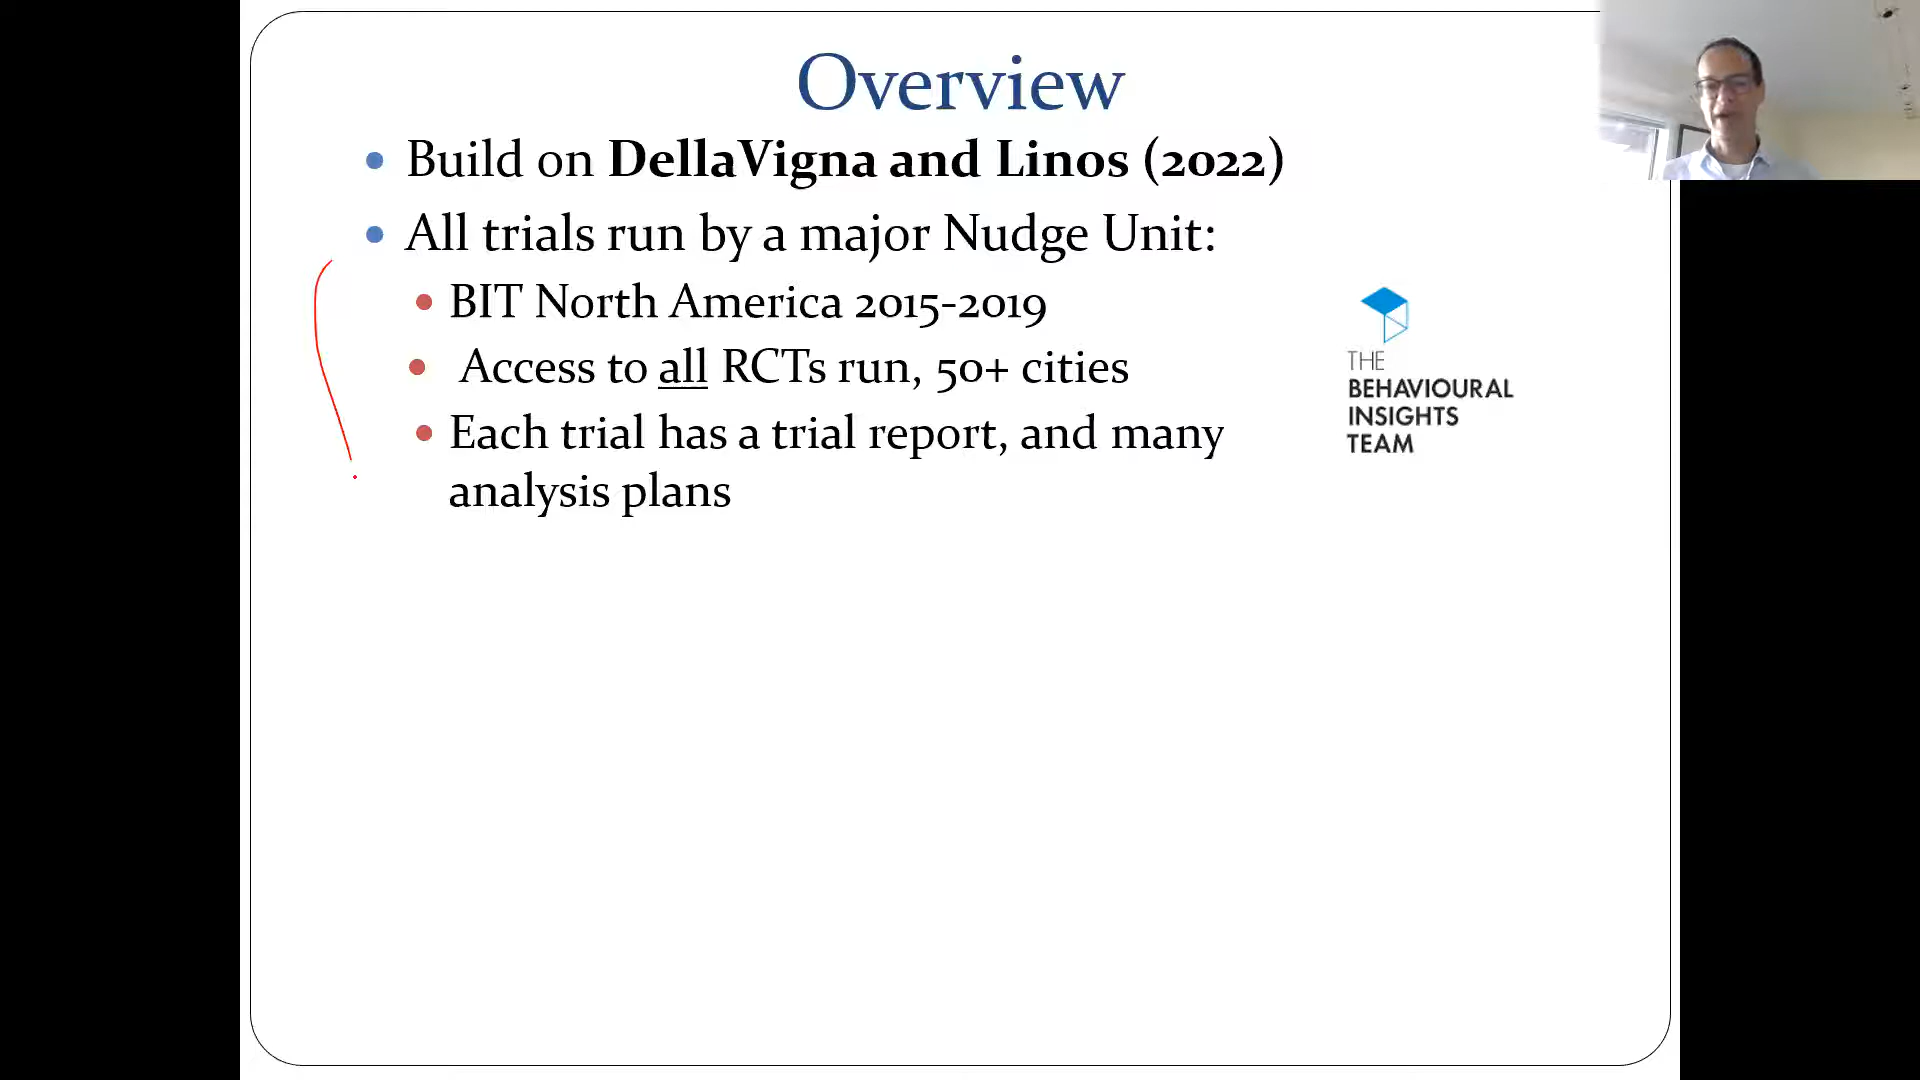 Overview
Build on DellaVigna and Linos (2022)
All trials run by a major Nudge Unit:
BIT North America 2015-2019
Access to all RCTs run, 50+ cities
Each trial has a trial report, and many
analysis plans
THE
BEHAVIOURAL
INSIGHTS
TEAM